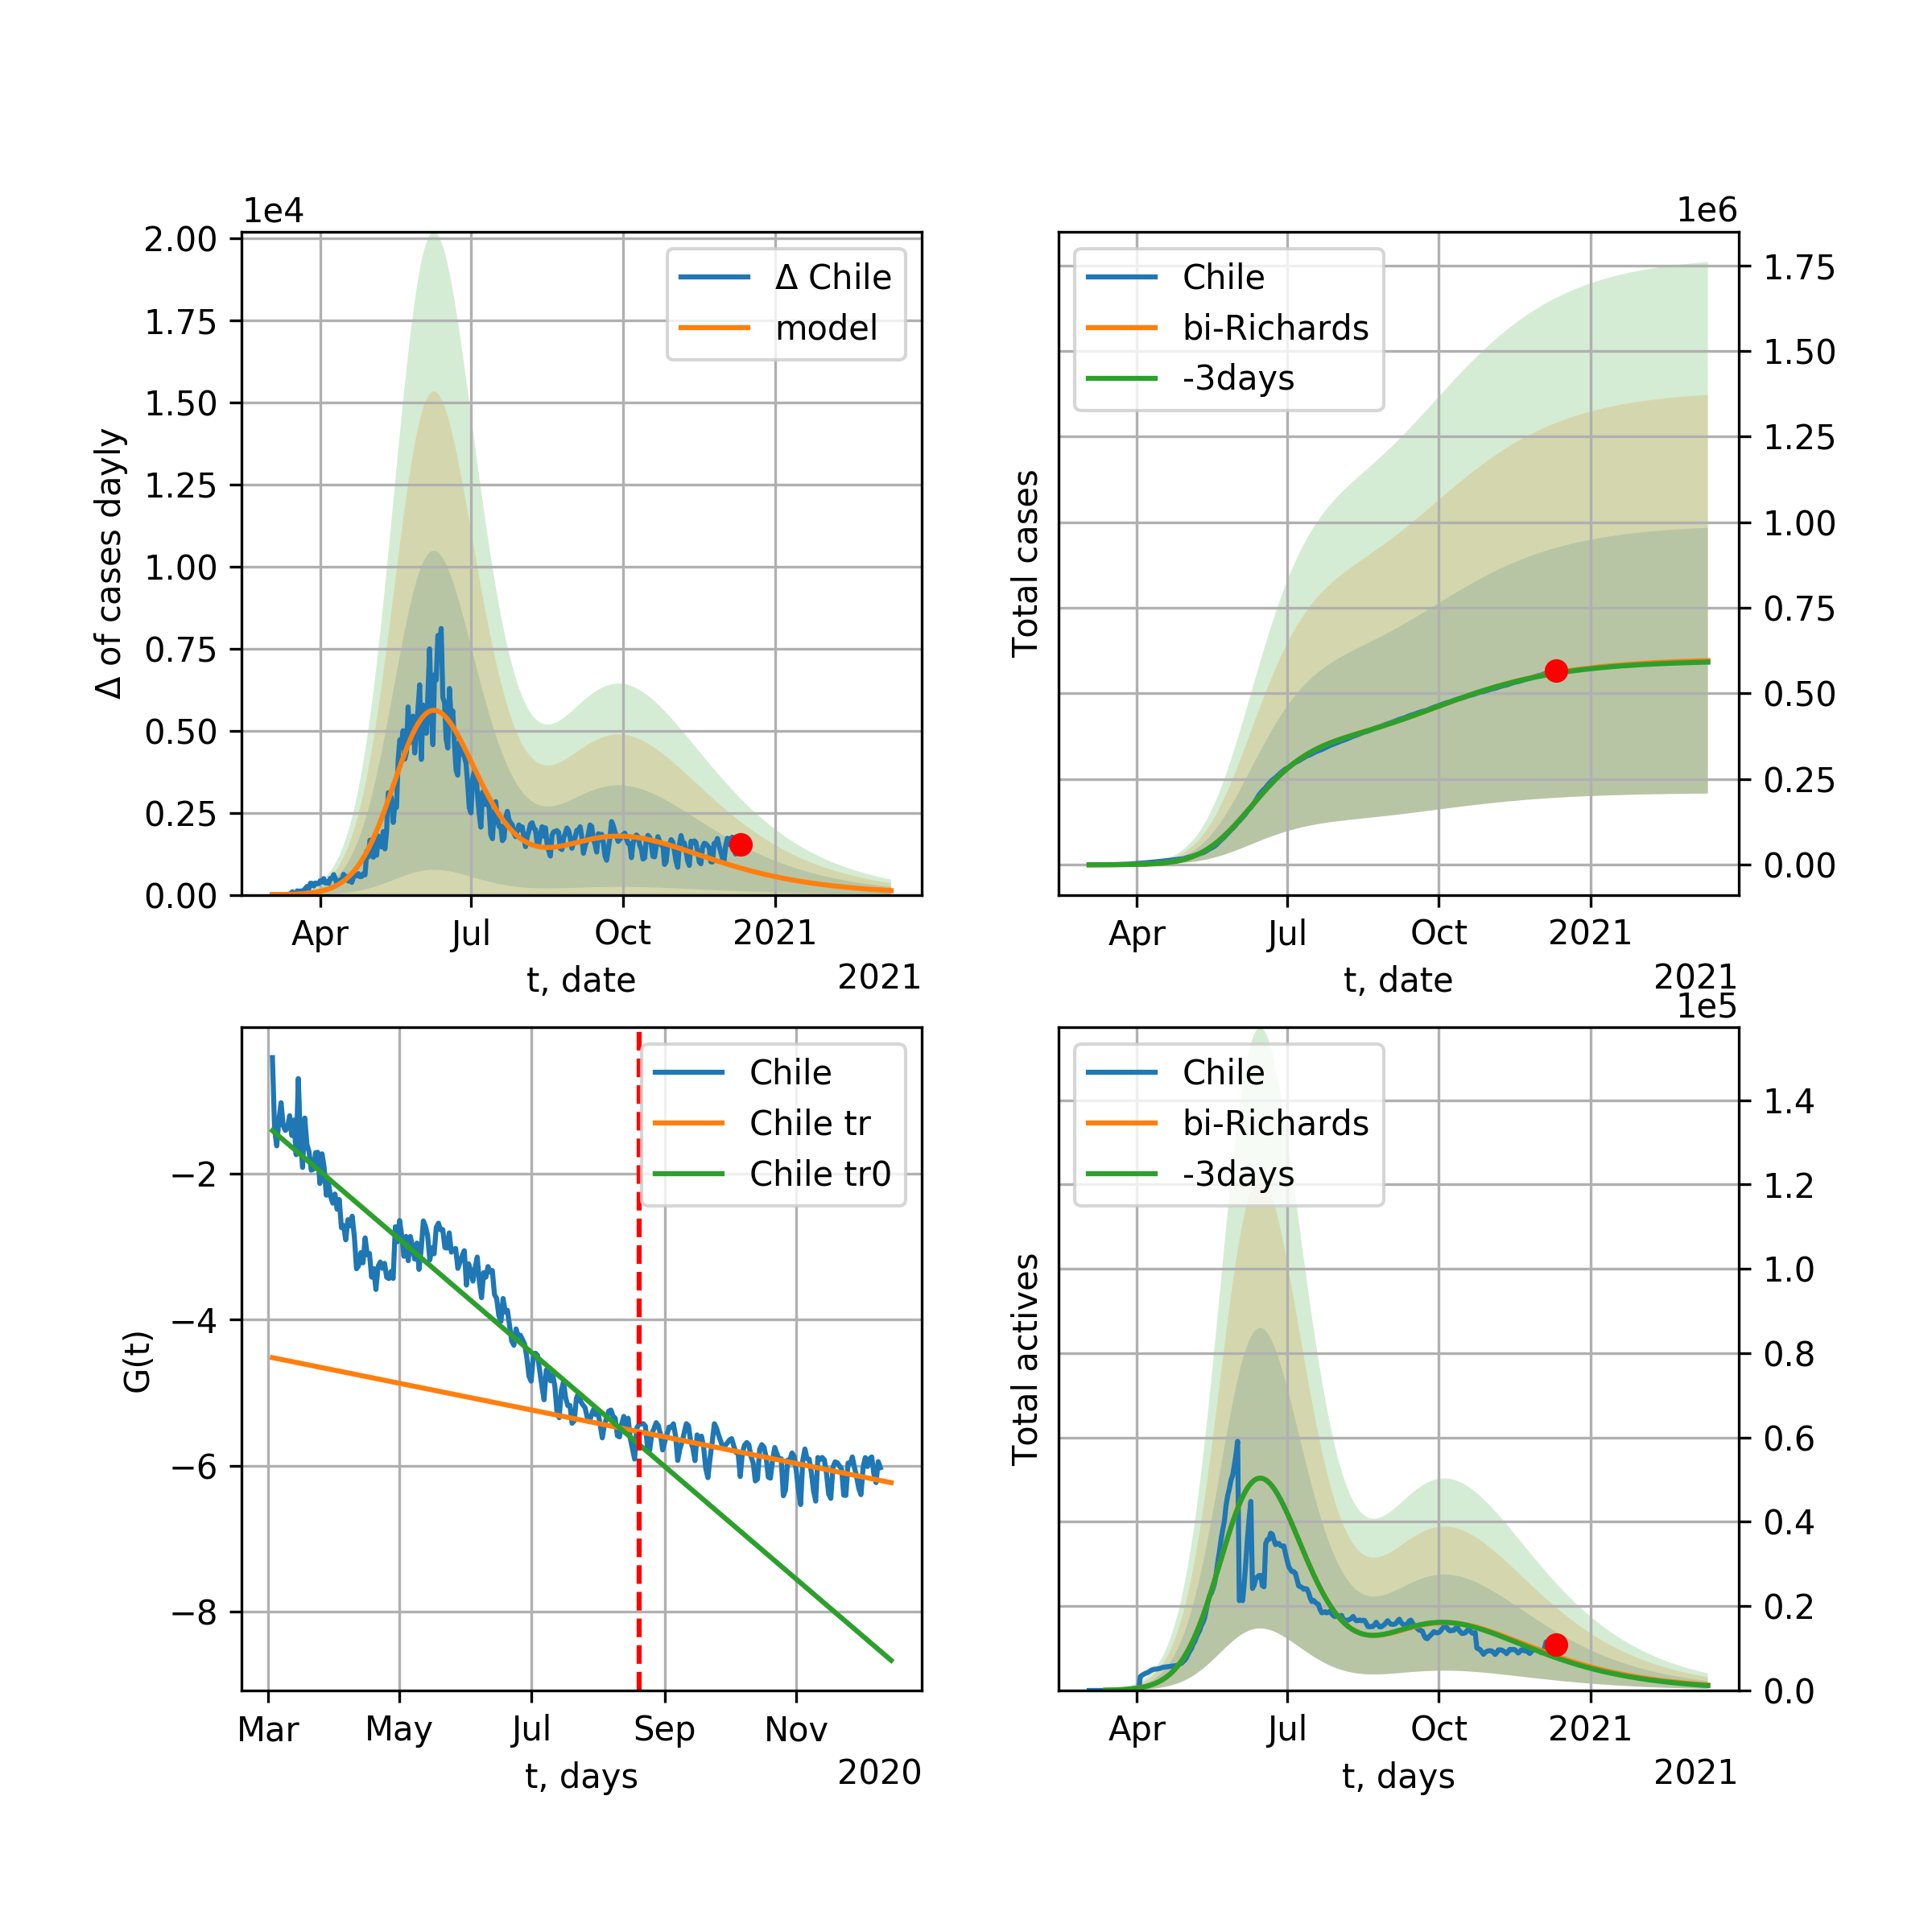 1e4
2.00
1.75
1.50
1.25
1.00
0.75
0.50
0.25
0.00
Δ of cases dayly
Δ Chile
model
Apr Jul Oct 2021
t, date
2021
1e6
Total cases
Chile
bi-Richards
-3days
1.75
1.50
1.25
1.00
0.75
0.50
0.25
0.00
Apr Jul Oct 2021
t, date
2021
G(t)
−2
−4
−6
−8
Chile
Chile tr
Chile tr0
Mar May Jul Sep Nov
t, days
2020
1e5
Total actives
Chile
bi-Richards
-3days
1.4
1.2
1.0
0.8
0.6
0.4
0.2
0.0
Apr Jul Oct 2021
t, days
2021